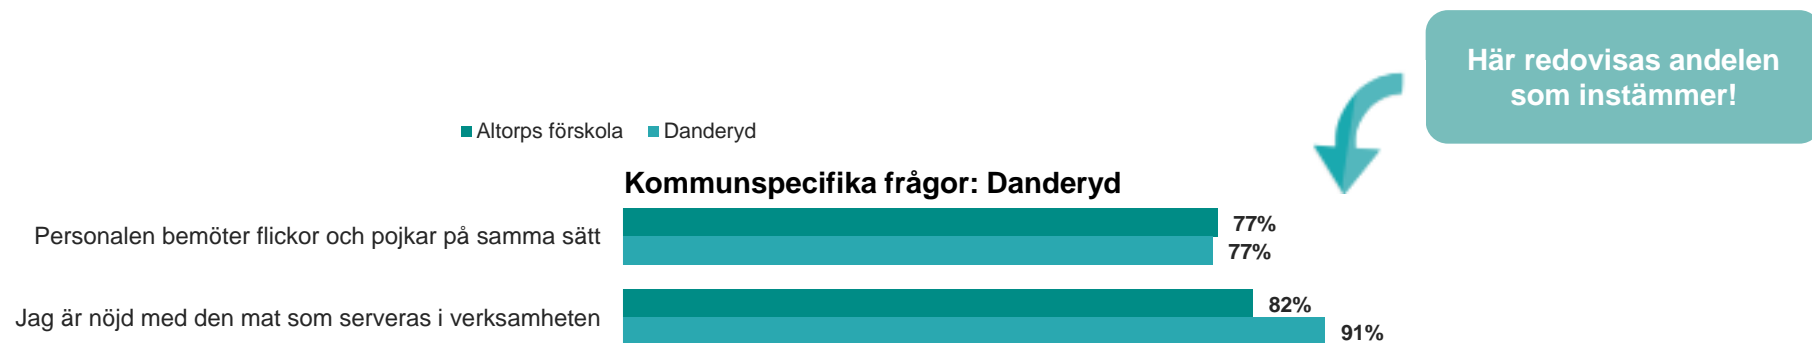 Här redovisas andelen
som instämmer!
Altorps förskola Danderyd
Kommunspecifika frågor: Danderyd
Personalen bemöter flickor och pojkar på samma sätt
77%
77%
Jag är nöjd med den mat som serveras i verksamheten
82%
91%